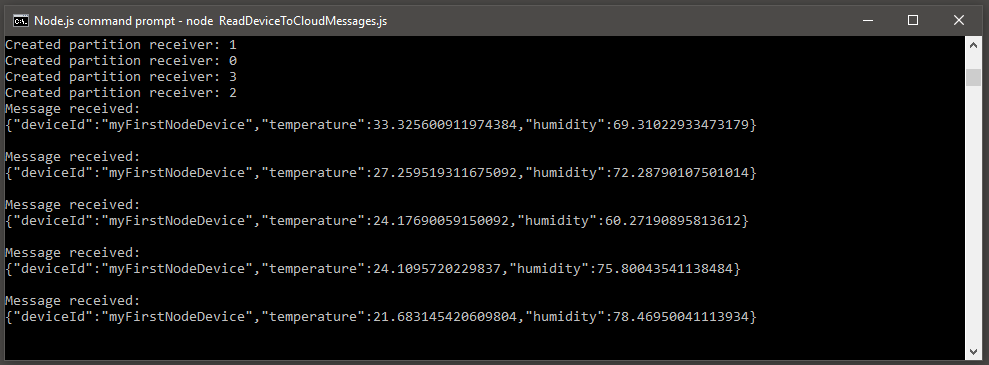 Node.js command prompt - node  ReadDeviceToCloudMessages.js
Created partition receiver: 1
Created partition receiver: 0
Created partition receiver: 3
Created partition receiver: 2
Message received:
{"deviceId":"myFirstNodeDevice","temperature":33.325600911974384,"humidity":69.31022933473179}
Message received:
{"deviceId":"myFirstNodeDevice","temperature":27.259519311675092,"humidity":72.28790107501014}
Message received:
{"deviceId":"myFirstNodeDevice","temperature":24.17690059150092,"humidity":60.27190895813612}
Message received:
{"deviceId":"myFirstNodeDevice","temperature":24.1095720229837,"humidity":75.80043541138484}
Message received:
{"deviceId":"myFirstNodeDevice","temperature":21.683145420609804,"humidity":78.46950041113934}